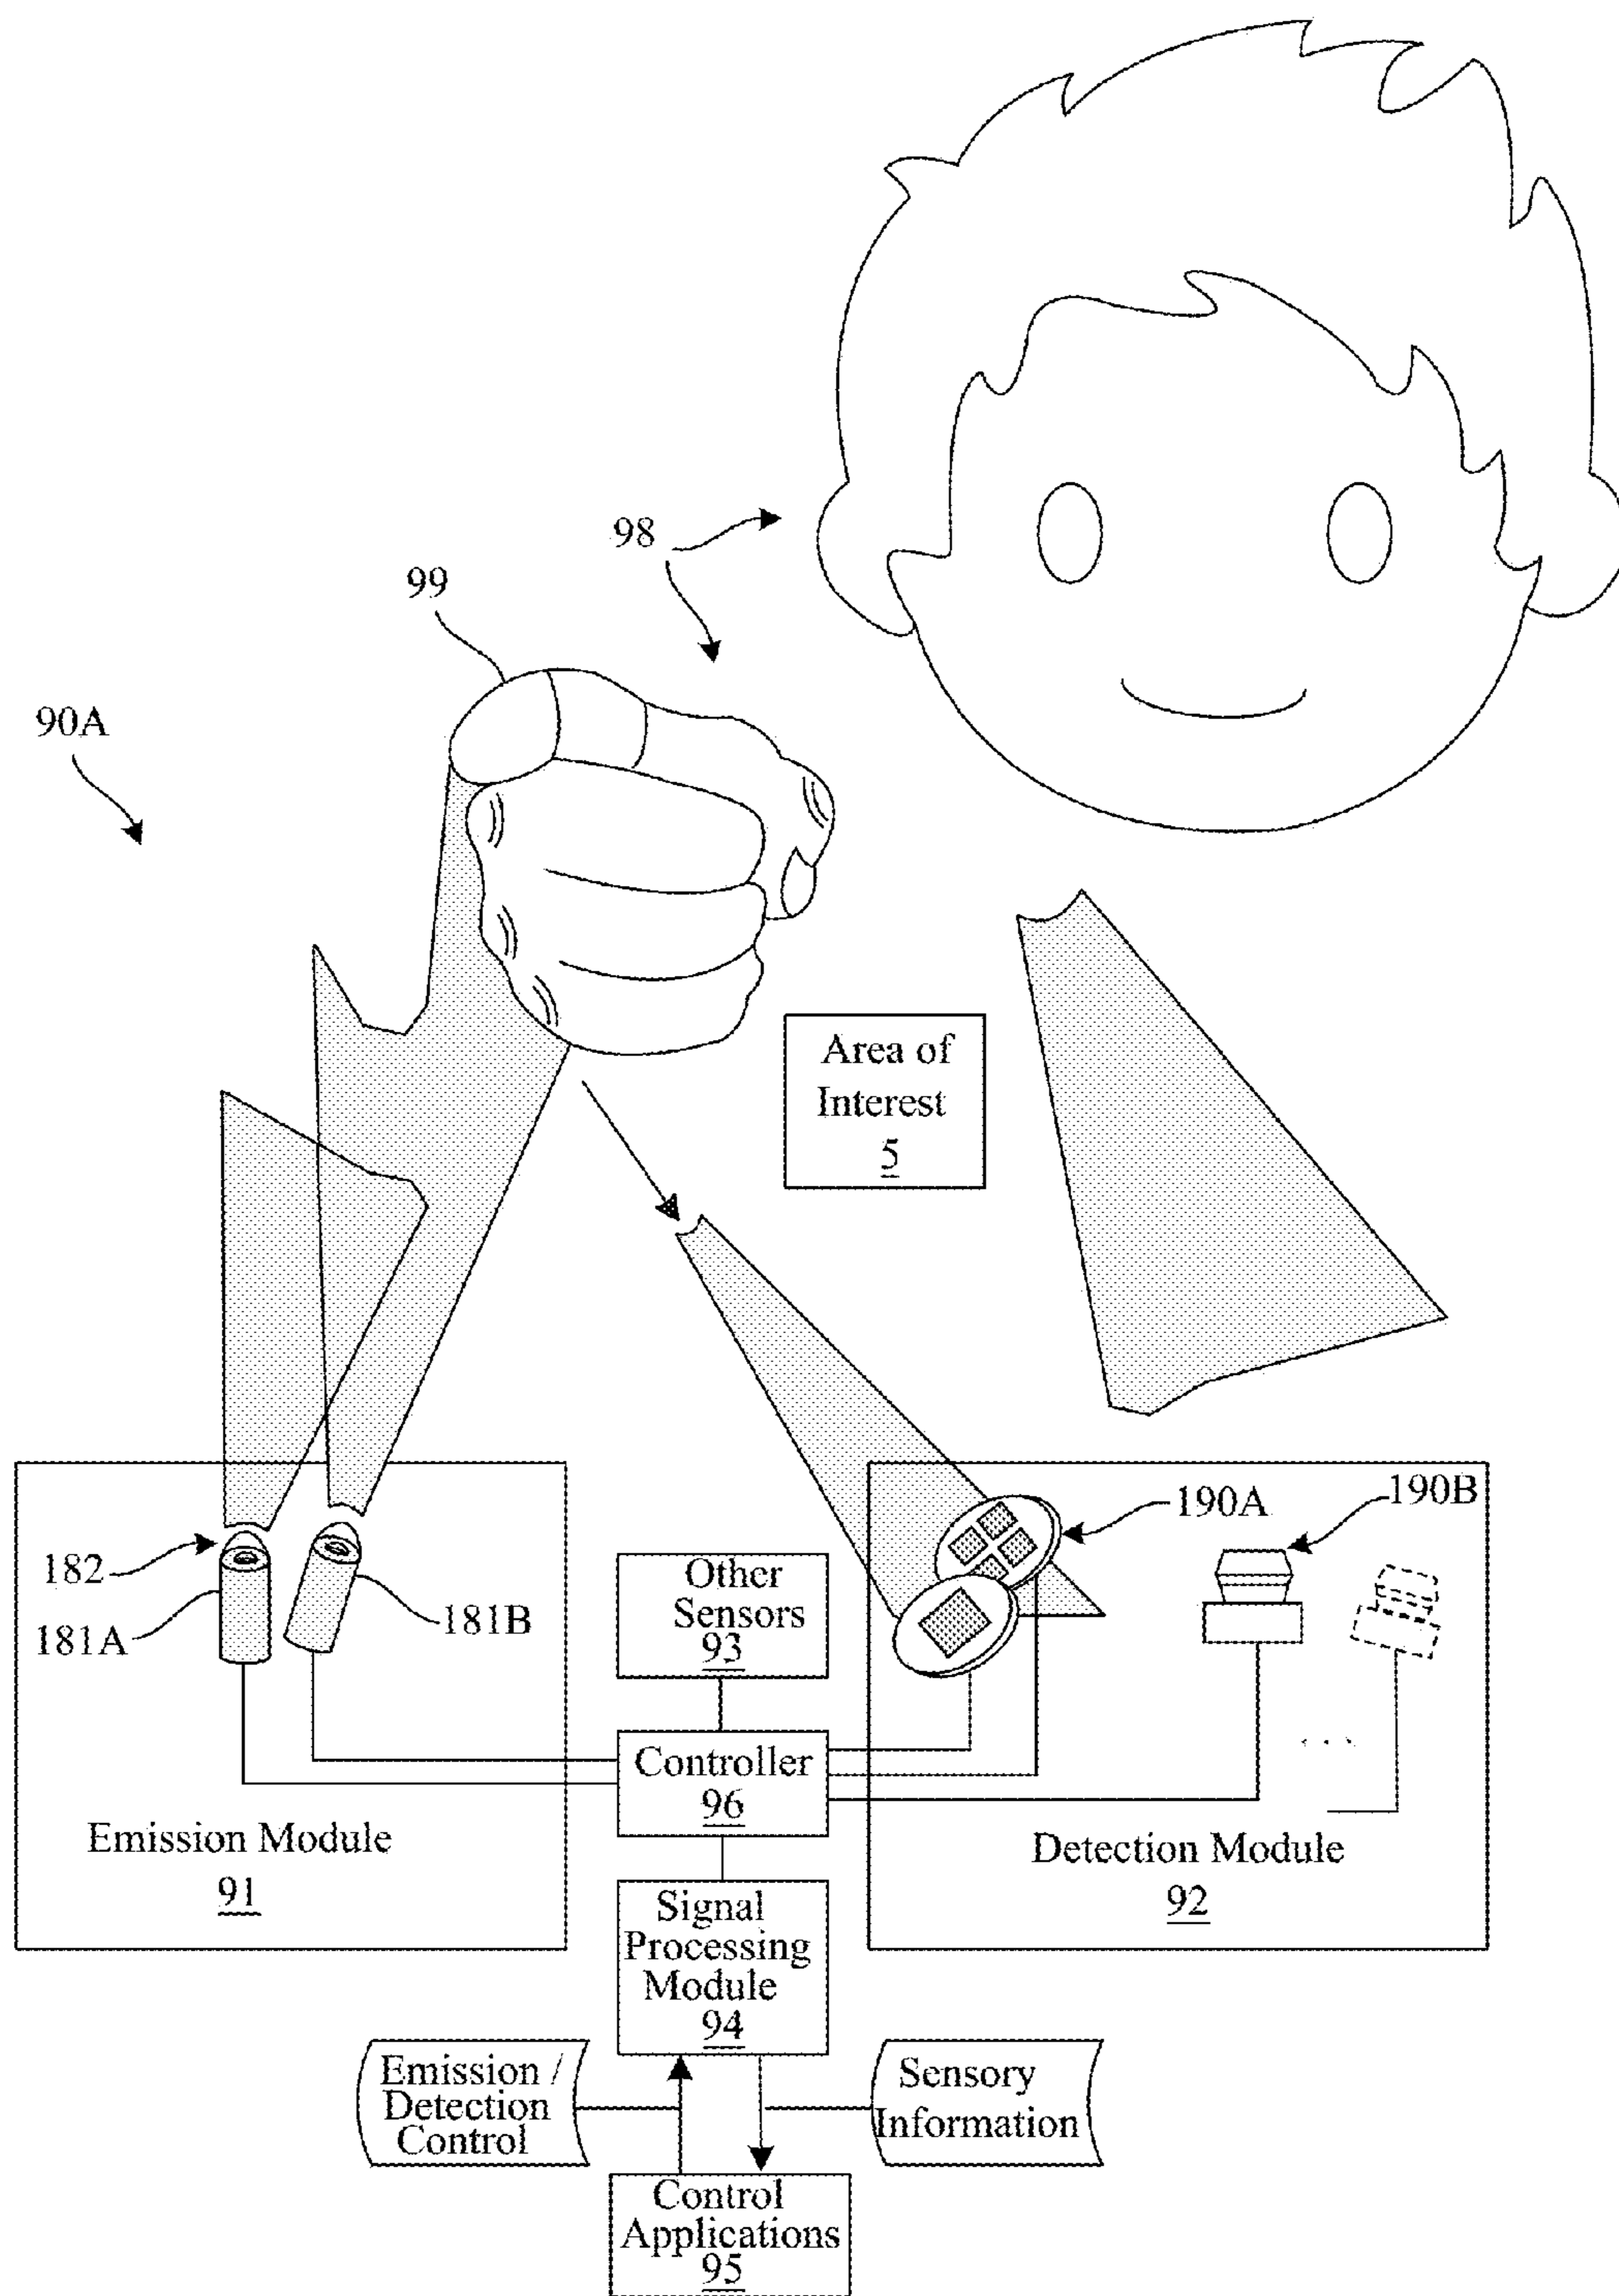 98
99
90A
Area of
Interest
5
190A
190B
182
181A
181B
Other
Sensors
93
Controller
96
Emission Module
91
Detection Module
92
Signal
Processing
Module
94
Emission /
Detection
Control
Sensory
Information
Control
Applications
95